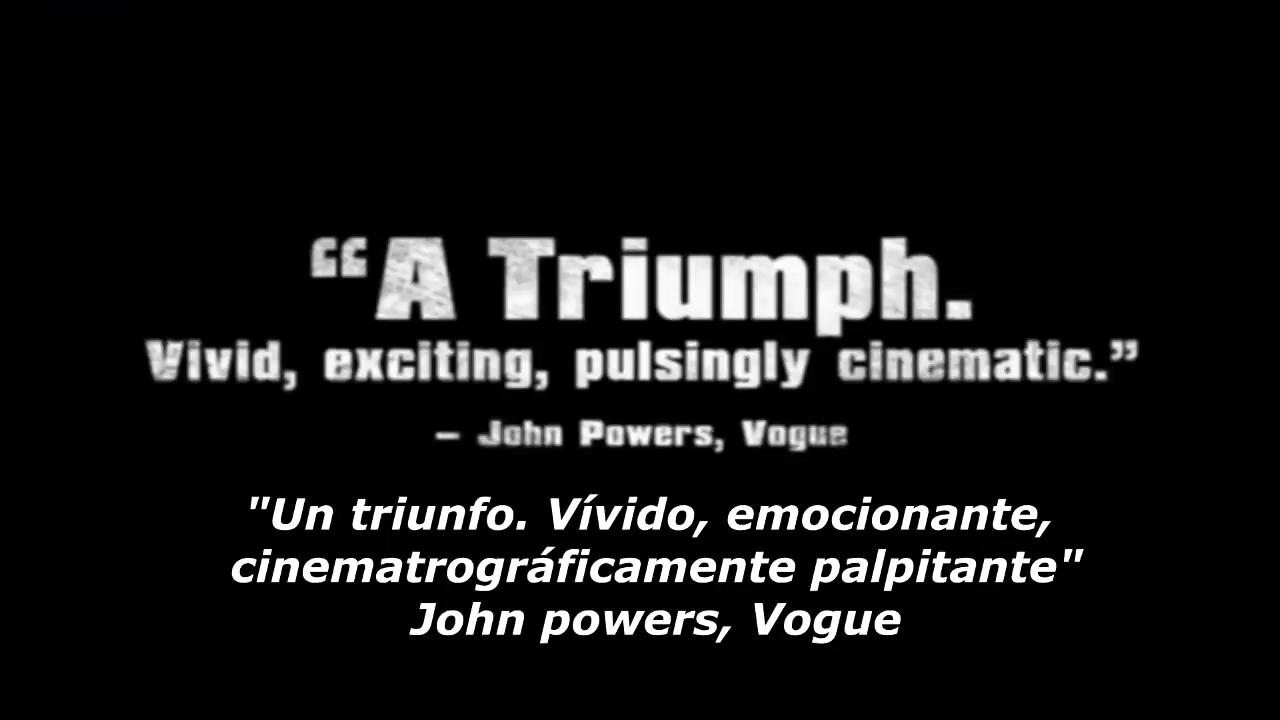 “A Triumph.
Vivid, exciting, pulsingly cinematic.”
– John Powers, Vogue
"Un triunfo. Vívido, emocionante,
cinematrográficamente palpitante"
John powers, Vogue